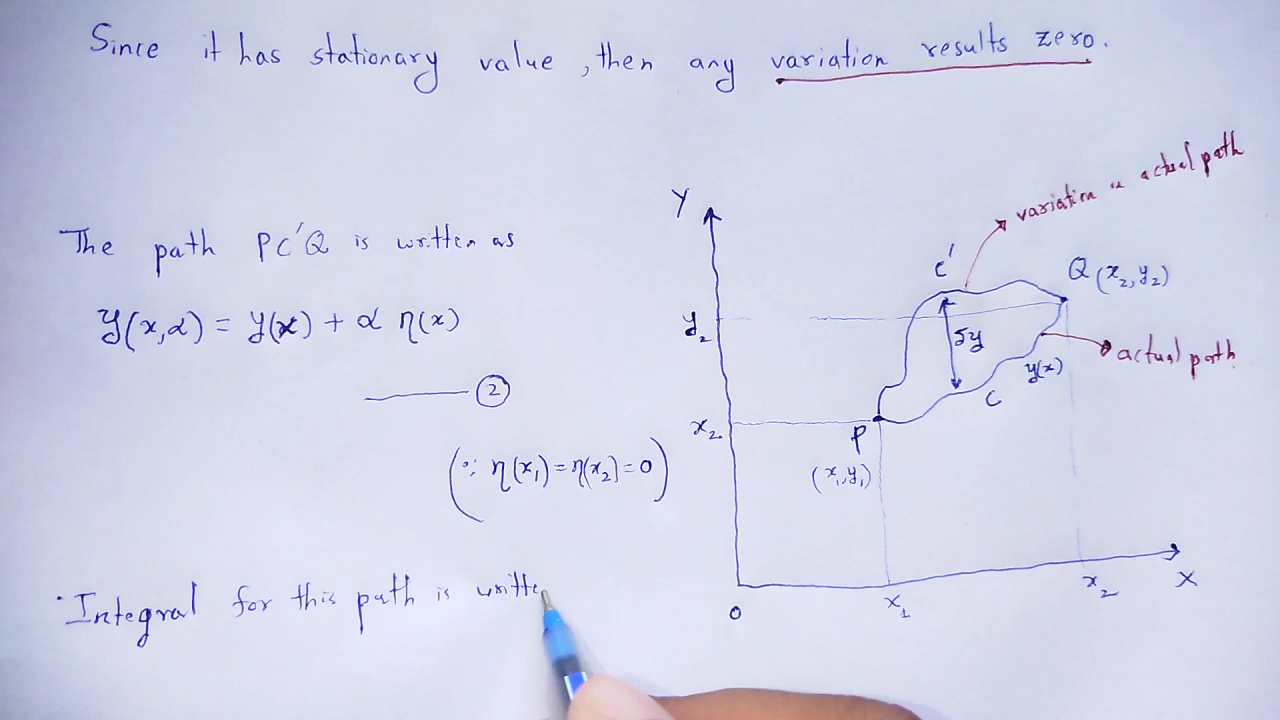 Since it has stationary value, then any variation results zero.
The path PC'Q is written as
y(x,α) = y(x) + α η(x)
②
(∵ η(x₁) = η(x₂) = 0)
Integral for this path is writte
Y
variation in actual path
C'
Q (x₂, y₂)
y₂
δy
actual path
y(x)
C
x₂
P
(x₁, y₁)
O
x₁
x₂
X